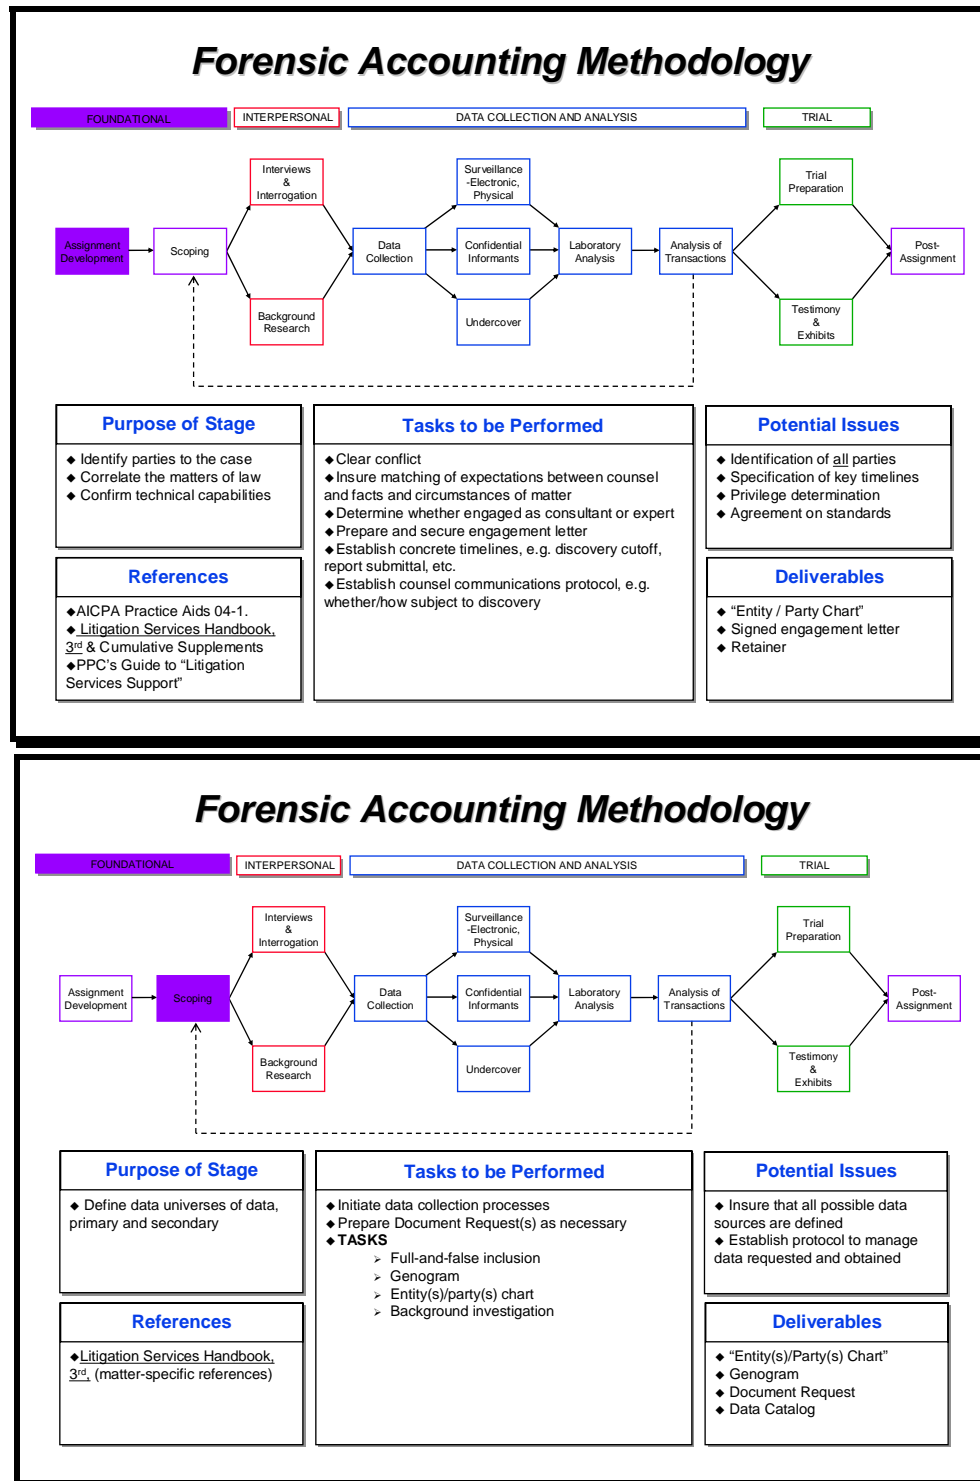 Forensic Accounting Methodology
FOUNDATIONAL
INTERPERSONAL
DATA COLLECTION AND ANALYSIS
TRIAL
Interviews
&
Interrogation
Surveillance
-Electronic,
Physical
Trial
Preparation
Assignment
Development
Scoping
Data
Collection
Confidential
Informants
Laboratory
Analysis
Analysis of
Transactions
Post-
Assignment
Background
Research
Undercover
Testimony
&
Exhibits
Purpose of Stage
◆ Identify parties to the case
◆ Correlate the matters of law
◆ Confirm technical capabilities
Tasks to be Performed
◆Clear conflict
◆Insure matching of expectations between counsel
and facts and circumstances of matter
◆Determine whether engaged as consultant or expert
◆Prepare and secure engagement letter
◆Establish concrete timelines, e.g. discovery cutoff,
report submittal, etc.
◆Establish counsel communications protocol, e.g.
whether/how subject to discovery
Potential Issues
◆ Identification of all parties
◆ Specification of key timelines
◆ Privilege determination
◆ Agreement on standards
References
◆AICPA Practice Aids 04-1.
◆ Litigation Services Handbook,
3rd & Cumulative Supplements
◆PPC's Guide to “Litigation
Services Support”
Deliverables
◆ “Entity / Party Chart”
◆ Signed engagement letter
◆ Retainer
Forensic Accounting Methodology
FOUNDATIONAL
INTERPERSONAL
DATA COLLECTION AND ANALYSIS
TRIAL
Interviews
&
Interrogation
Surveillance
-Electronic,
Physical
Trial
Preparation
Assignment
Development
Scoping
Data
Collection
Confidential
Informants
Laboratory
Analysis
Analysis of
Transactions
Post-
Assignment
Background
Research
Undercover
Testimony
&
Exhibits
Purpose of Stage
◆ Define data universes of data,
primary and secondary
Tasks to be Performed
◆Initiate data collection processes
◆Prepare Document Request(s) as necessary
◆TASKS
➢ Full-and-false inclusion
➢ Genogram
➢ Entity(s)/party(s) chart
➢ Background investigation
Potential Issues
◆ Insure that all possible data
sources are defined
◆ Establish protocol to manage
data requested and obtained
References
◆Litigation Services Handbook,
3rd, (matter-specific references)
Deliverables
◆ “Entity(s)/Party(s) Chart”
◆ Genogram
◆ Document Request
◆ Data Catalog